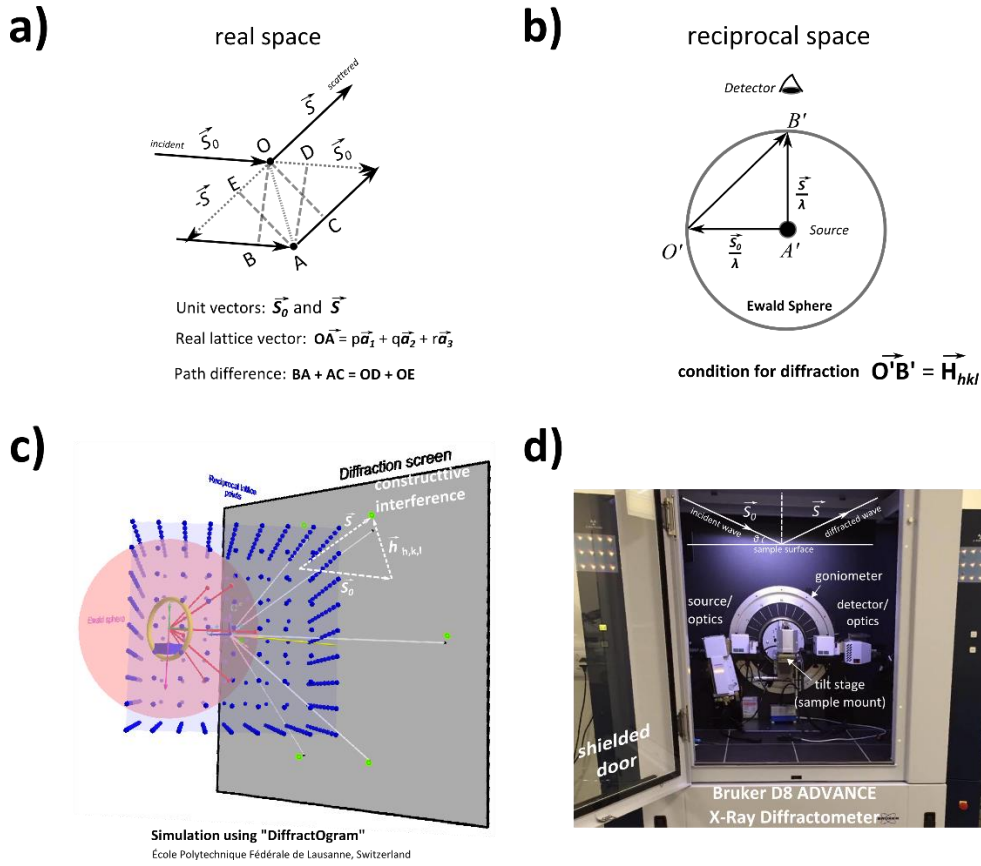 a)
real space
scattered
S
incident
S₀
O
D
S₀
E
-S
C
B
A
Unit vectors: S₀ and S
Real lattice vector: OA = pa₁ + qa₂ + ra₃
Path difference: BA + AC = OD + OE
b)
reciprocal space
Detector
B'
S/λ
O'
S₀/λ
Source
A'
Ewald Sphere
condition for diffraction O'B' = H_hkl
c)
Diffraction screen
Reciprocal lattice
points
constructtive
interference
S
h h,k,l
S₀
Ewald sphere
Simulation using "DiffractOgram"
École Polytechnique Fédérale de Lausanne, Switzerland
d)
S₀
S
incident wave
diffracted wave
sample surface
goniometer
source/
optics
detector/
optics
tilt stage
(sample mount)
shielded
door
Bruker D8 ADVANCE
X-Ray Diffractometer